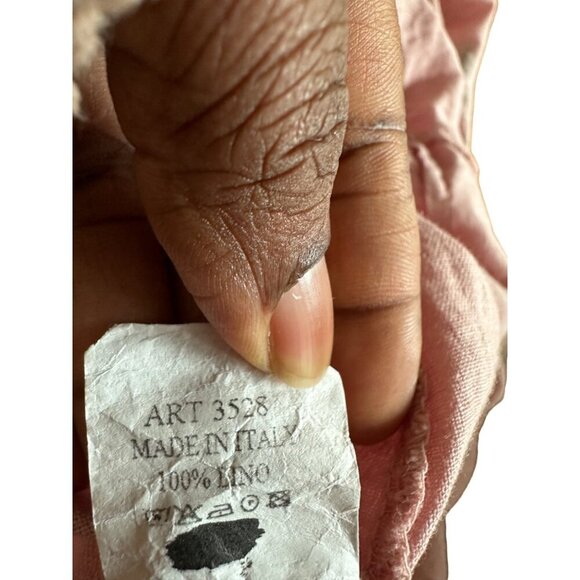 ART 3528
MADE IN ITALY
100% LINO